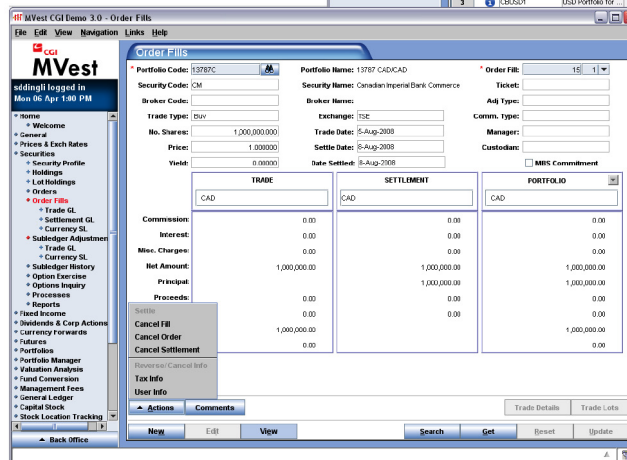 3 CBUSD1 USD Portfolio for ...
MVest CGI Demo 3.0 - Order Fills
File Edit View Navigation Links Help
CGI
MVest
sddingli logged in
Mon 06 Apr 1:00 PM
Home
Welcome
General
Prices & Exch Rates
Securities
Security Profile
Holdings
Lot Holdings
Orders
Order Fills
Trade GL
Settlement GL
Currency SL
Subledger Adjustmen
Trade GL
Currency SL
Subledger History
Option Exercise
Options Inquiry
Processes
Reports
Fixed Income
Dividends & Corp Actions
Currency Forwards
Futures
Portfolios
Portfolio Manager
Valuation Analysis
Fund Conversion
Management Fees
General Ledger
Capital Stock
Stock Location Tracking
Back Office
Order Fills
* Portfolio Code: 13787C Portfolio Name: 13787 CAD/CAD * Order Fill: 15 1
Security Code: CM Security Name: Canadian Imperial Bank Commerce Ticket:
Broker Code: Broker Name: Adj Type:
Trade Type: Buy Exchange: TSE Comm. Type:
No. Shares: 1,000,000.000 Trade Date: 5-Aug-2008 Manager:
Price: 1.000000 Settle Date: 8-Aug-2008 Custodian:
Yield: 0.00000 Date Settled: 8-Aug-2008 MBS Commitment
TRADE SETTLEMENT PORTFOLIO
CAD CAD CAD
Commission: 0.00 0.00 0.00
Interest: 0.00 0.00 0.00
Misc. Charges: 0.00 0.00 0.00
Net Amount: 1,000,000.00 1,000,000.00 1,000,000.00
Principal: 1,000,000.00 1,000,000.00
Proceeds: 0.00 0.00 0.00
0.00 0.00 0.00
1,000,000.00 1,000,000.00
0.00 0.00
Settle
Cancel Fill
Cancel Order
Cancel Settlement
Reverse/Cancel Info
Tax Info
User Info
Actions Comments Trade Details Trade Lots
New Edit View Search Get Reset Update